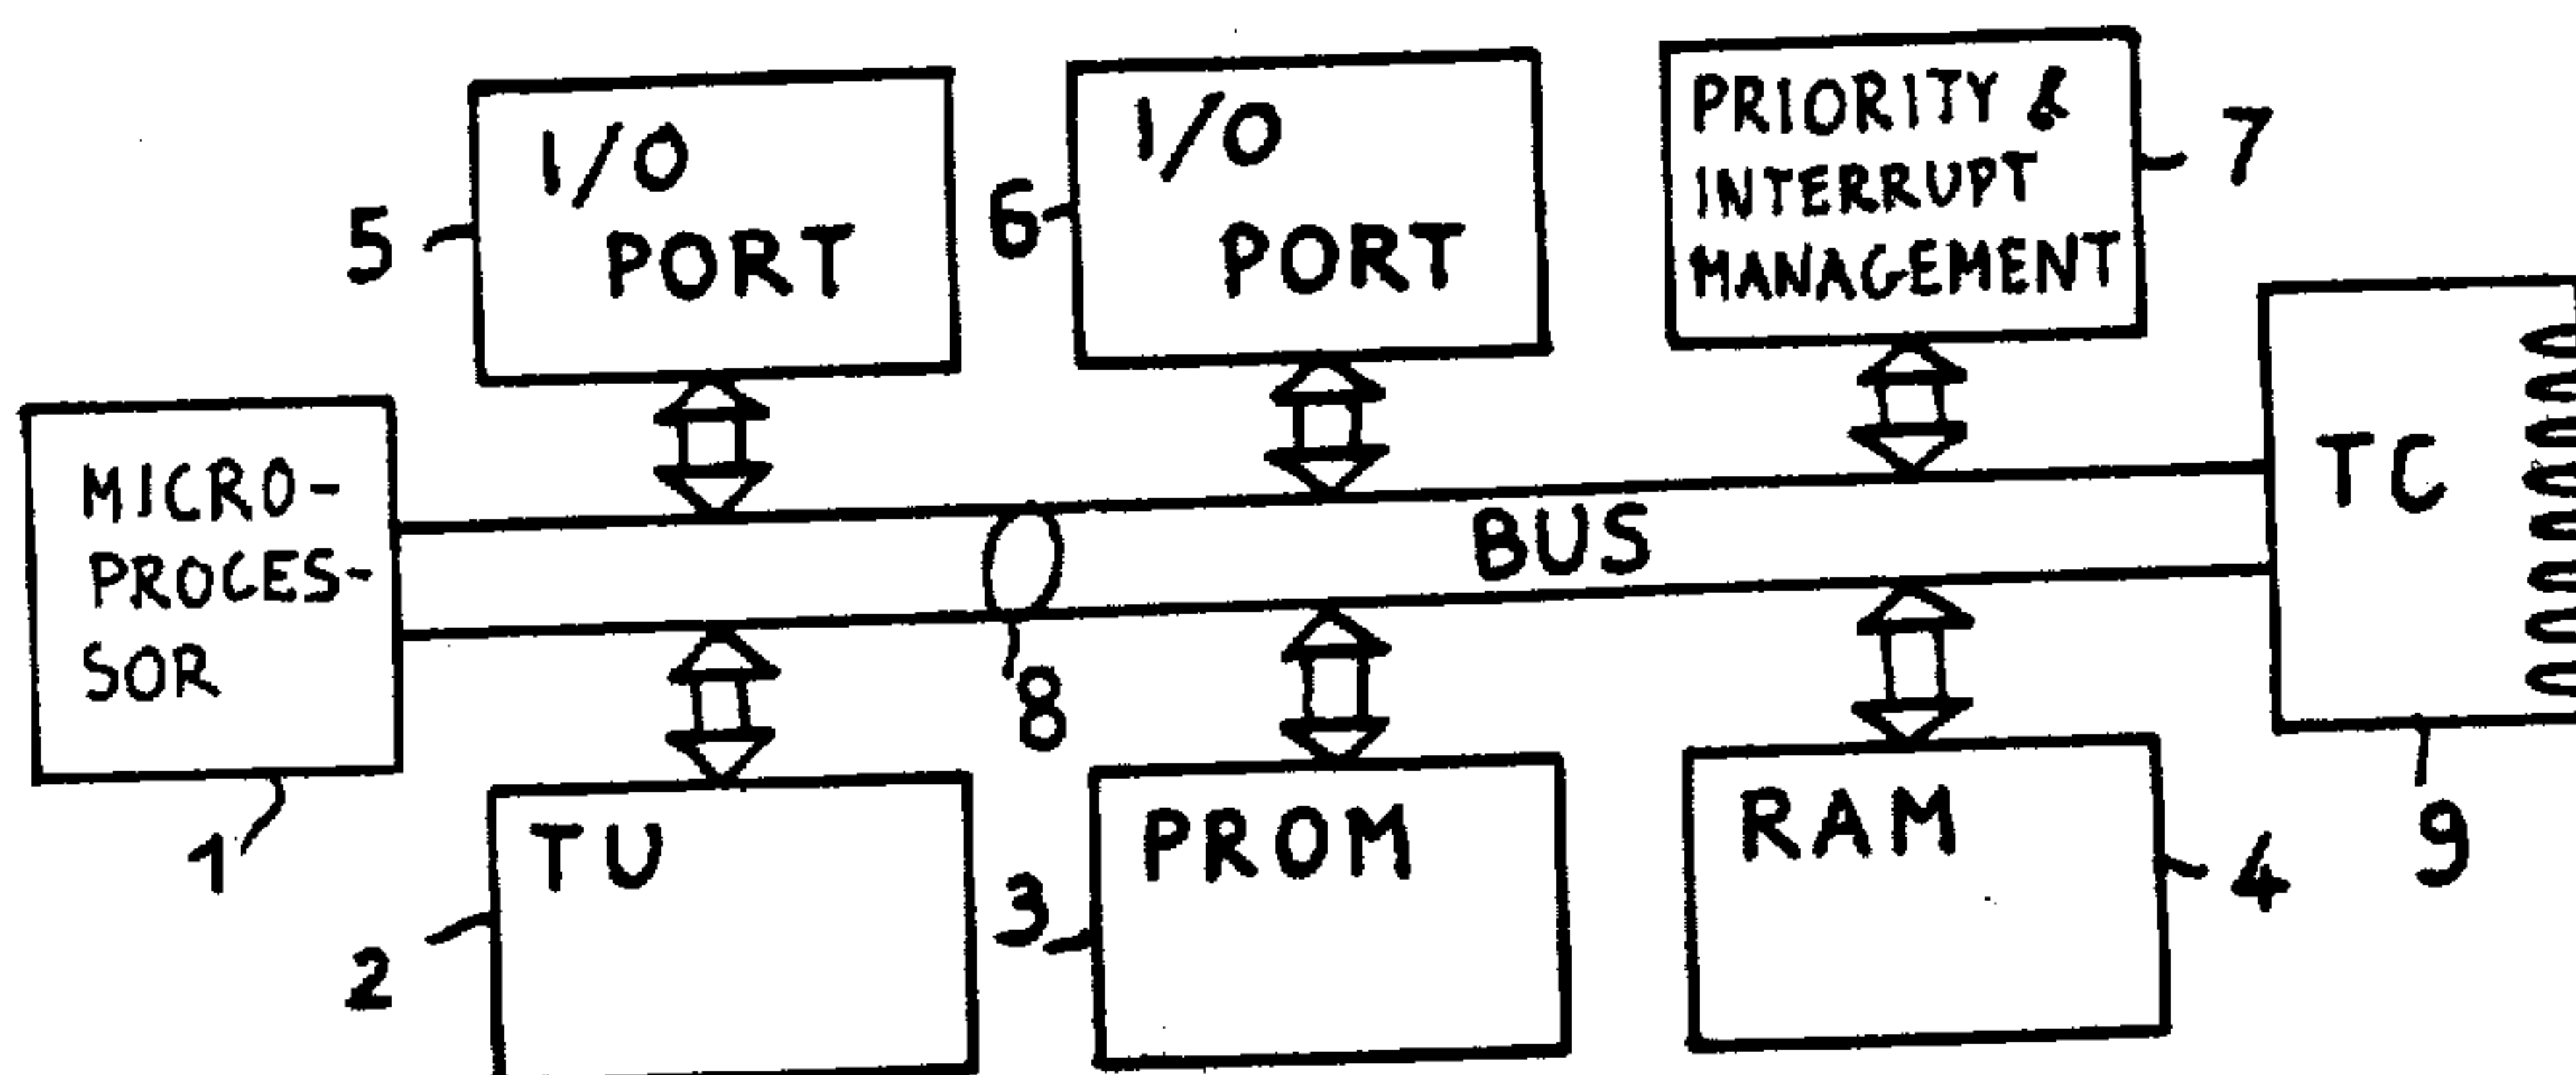 I/O
PORT
5
I/O
PORT
6
PRIORITY &
INTERRUPT
MANAGEMENT
7
MICRO-
PROCES-
SOR
1
BUS
8
TC
9
TU
2
PROM
3
RAM
4